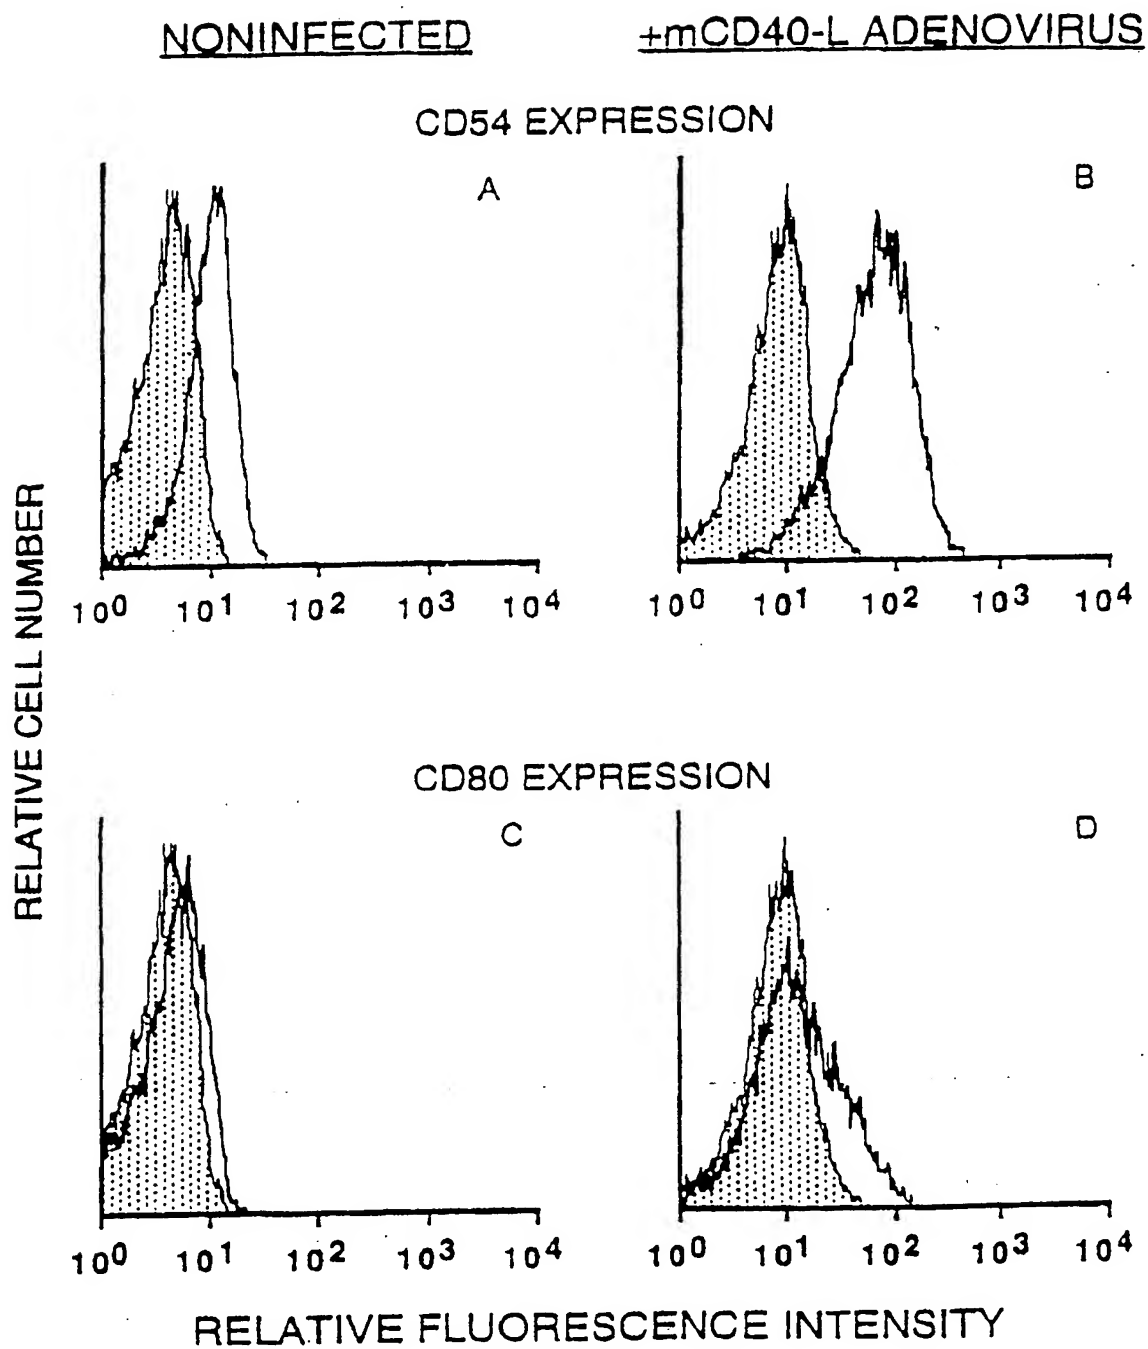 NONINFECTED
+mCD40-L ADENOVIRUS
CD54 EXPRESSION
A
B
10⁰ 10¹ 10² 10³ 10⁴
10⁰ 10¹ 10² 10³ 10⁴
RELATIVE CELL NUMBER
CD80 EXPRESSION
C
D
10⁰ 10¹ 10² 10³ 10⁴
10⁰ 10¹ 10² 10³ 10⁴
RELATIVE FLUORESCENCE INTENSITY